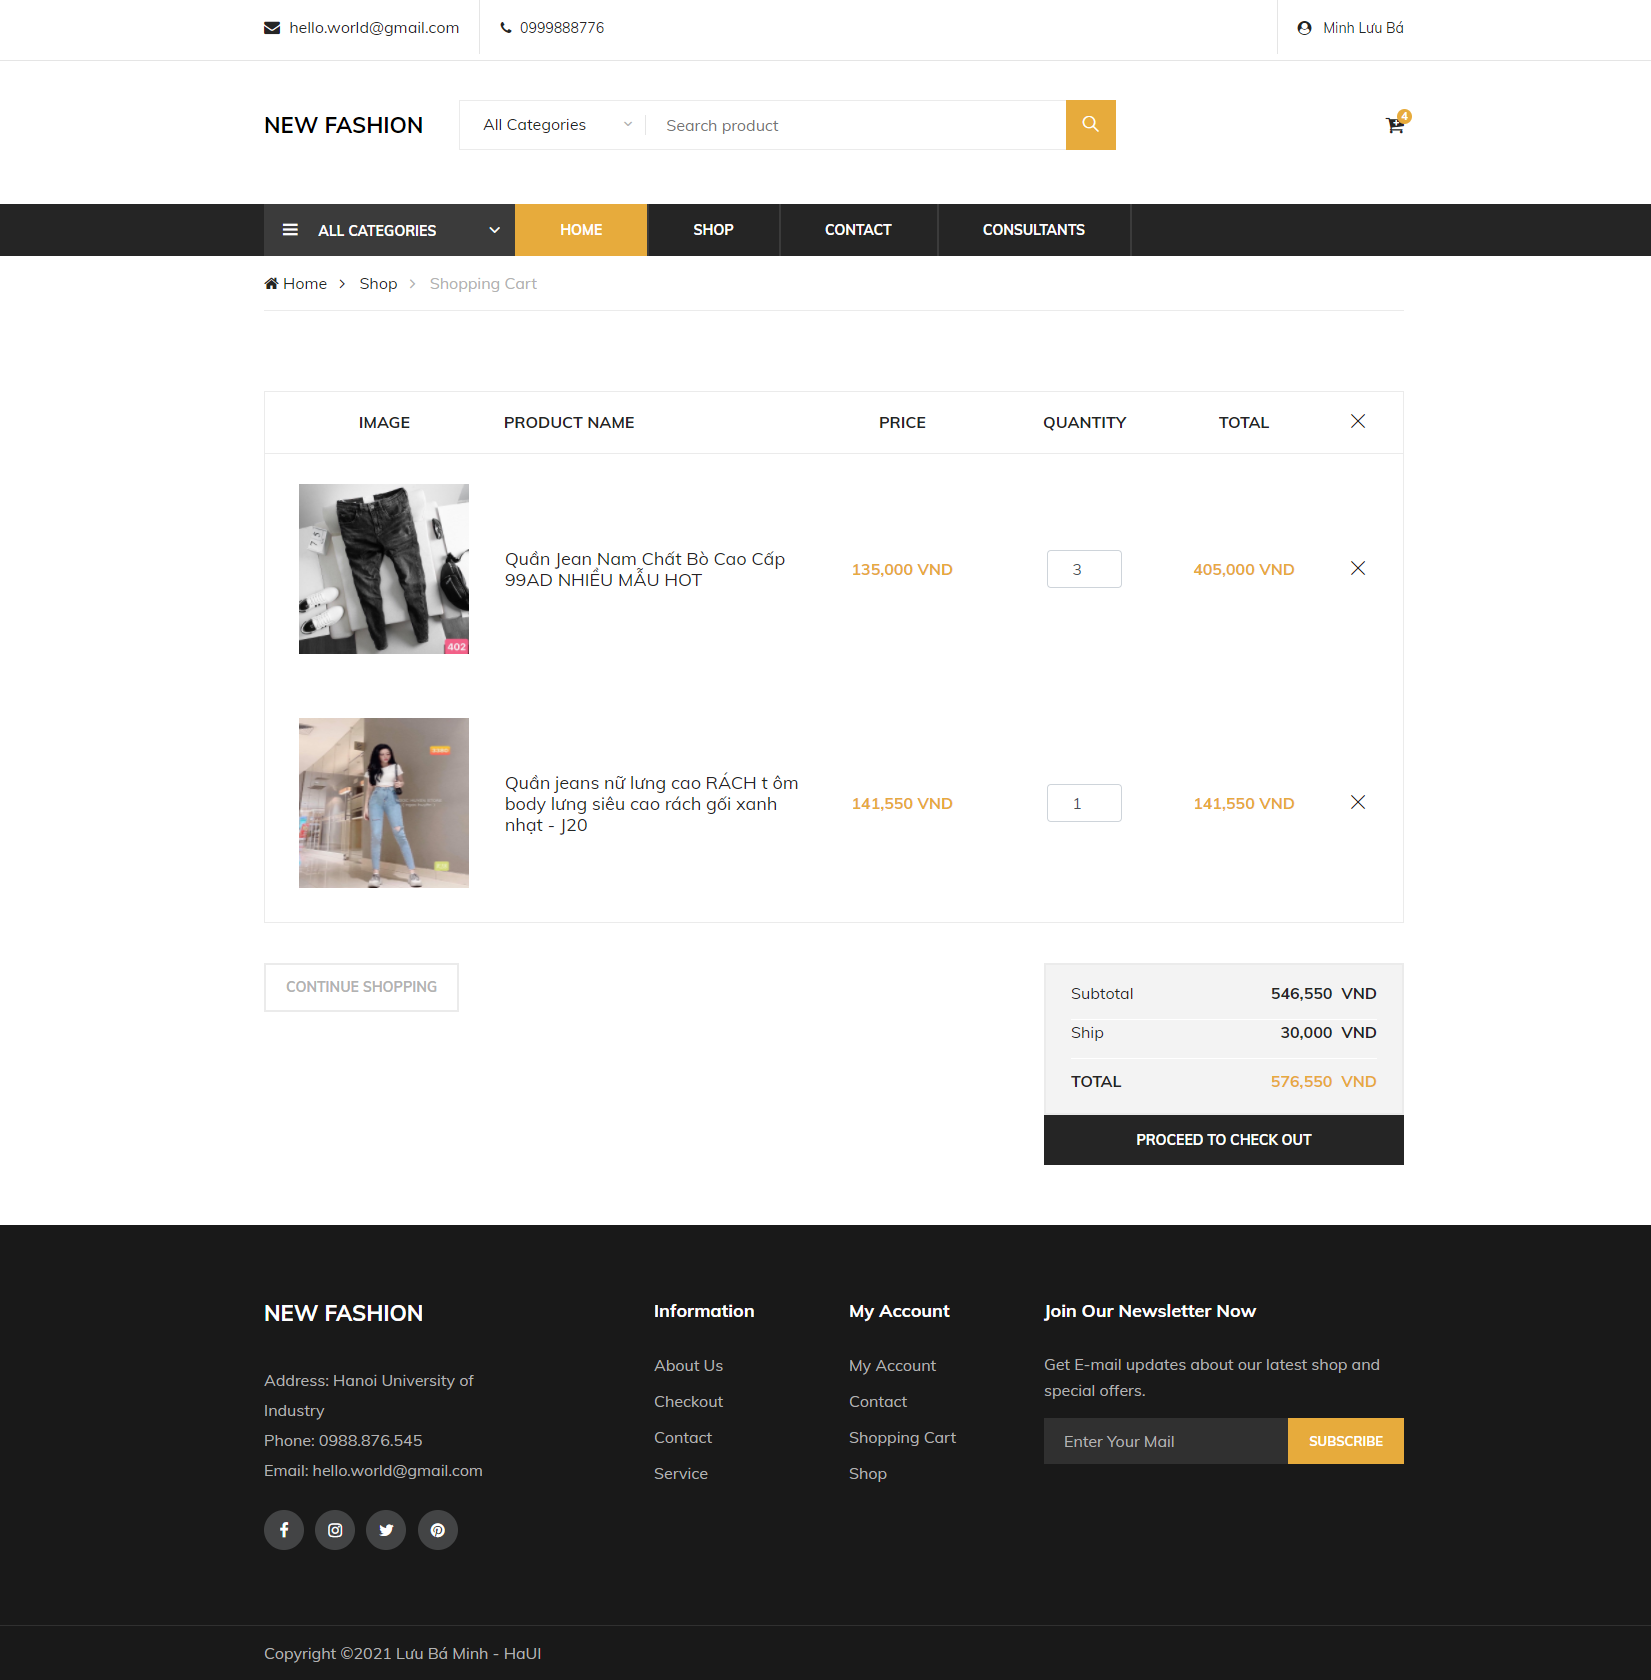 hello.world@gmail.com
0999888776
Minh Lưu Bá
NEW FASHION
All Categories
Search product
4
ALL CATEGORIES
HOME
SHOP
CONTACT
CONSULTANTS
Home
Shop
Shopping Cart
IMAGE PRODUCT NAME PRICE QUANTITY TOTAL
402
Quần Jean Nam Chất Bò Cao Cấp
99AD NHIỀU MẪU HOT
135,000 VND
3
405,000 VND
Quần jeans nữ lưng cao RÁCH t ôm
body lưng siêu cao rách gối xanh
nhạt - J20
141,550 VND
1
141,550 VND
CONTINUE SHOPPING
Subtotal 546,550 VND
Ship 30,000 VND
TOTAL 576,550 VND
PROCEED TO CHECK OUT
NEW FASHION
Address: Hanoi University of
Industry
Phone: 0988.876.545
Email: hello.world@gmail.com
Information
About Us
Checkout
Contact
Service
My Account
My Account
Contact
Shopping Cart
Shop
Join Our Newsletter Now
Get E-mail updates about our latest shop and
special offers.
Enter Your Mail
SUBSCRIBE
Copyright ©2021 Lưu Bá Minh - HaUI